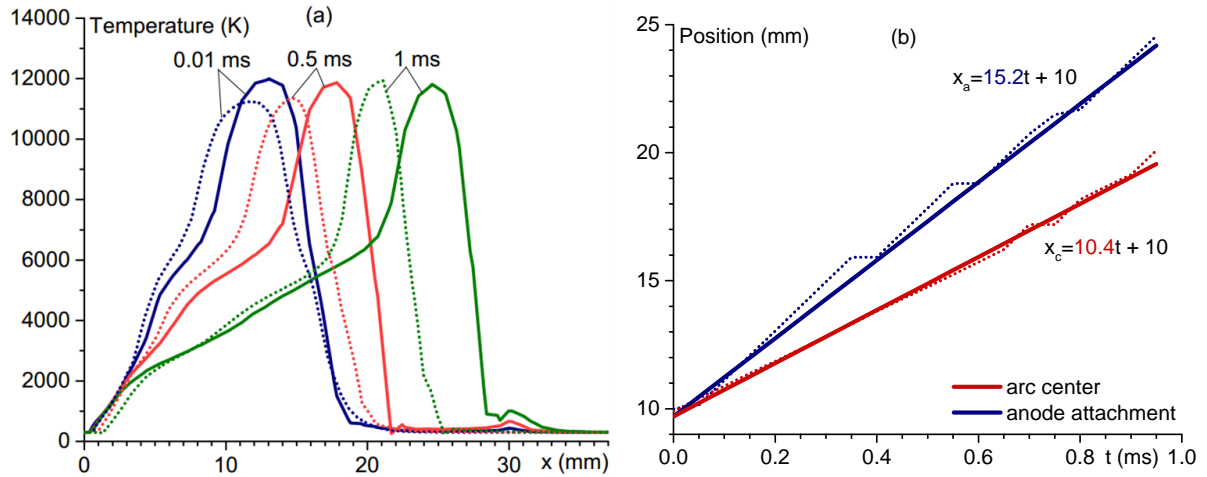 Temperature (K)
(a)
0.01 ms
0.5 ms
1 ms
14000
12000
10000
8000
6000
4000
2000
0
0
10
20
30
x (mm)
Position (mm)
(b)
xₐ=15.2t + 10
x_c=10.4t + 10
arc center
anode attachment
25
20
15
10
0.0
0.2
0.4
0.6
0.8
t (ms)
1.0